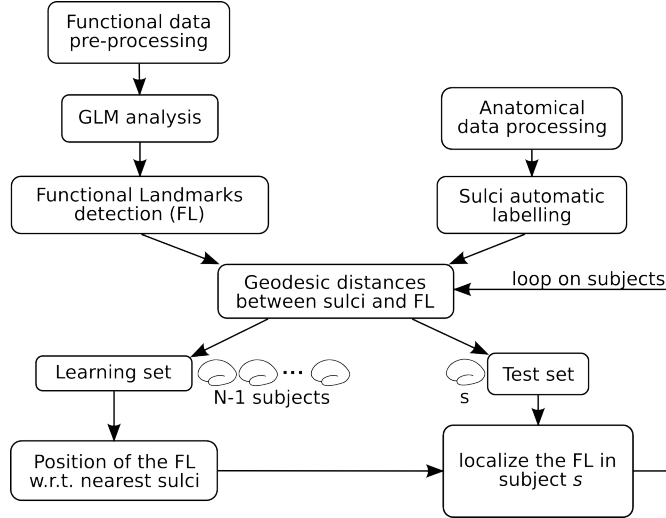 Functional data
pre-processing
GLM analysis
Anatomical
data processing
Functional Landmarks
detection (FL)
Sulci automatic
labelling
Geodesic distances
between sulci and FL
loop on subjects
Learning set
...
N-1 subjects
s
Test set
Position of the FL
w.r.t. nearest sulci
localize the FL in
subject s